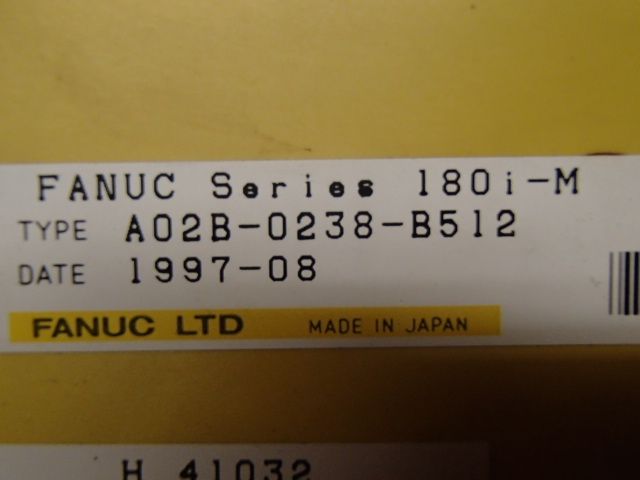 FANUC Series 180i-M
TYPE A02B-0238-B512
DATE 1997-08
FANUC LTD MADE IN JAPAN
H 41032